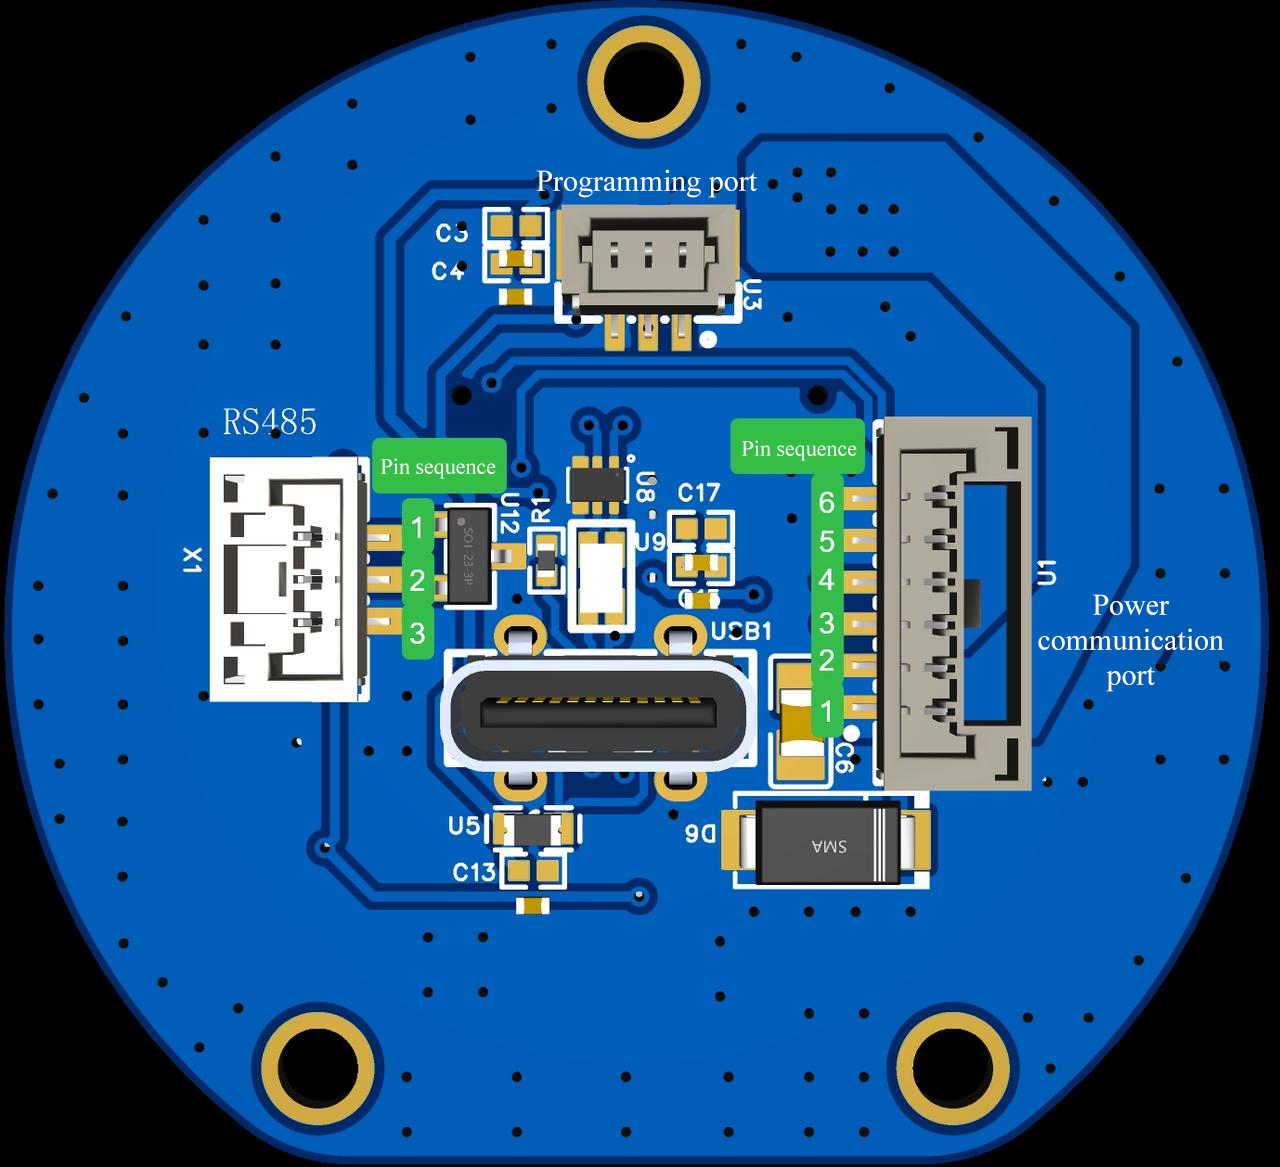 Programming port
C3
C4
U3
RS485
Pin sequence
Pin sequence
U8
C17
U12
R1
U9
X1
1
2
3
6
5
4
3
2
1
U1
Power
communication
port
SOT-23-3P
USB1
C6
U5
D6
SMA
C13